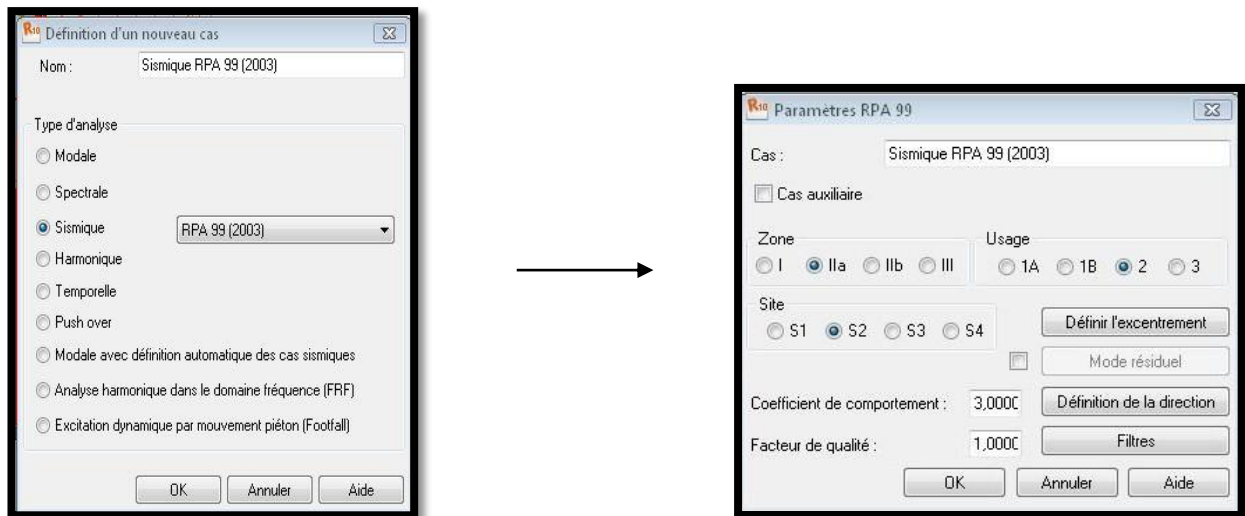 R10 Définition d'un nouveau cas
Nom : Sismique RPA 99 (2003)
Type d'analyse
Modale
Spectrale
Sismique RPA 99 (2003)
Harmonique
Temporelle
Push over
Modale avec définition automatique des cas sismiques
Analyse harmonique dans le domaine fréquence (FRF)
Excitation dynamique par mouvement piéton (Footfall)
OK Annuler Aide
R10 Paramètres RPA 99
Cas : Sismique RPA 99 (2003)
Cas auxiliaire
Zone Usage
I IIa IIb III 1A 1B 2 3
Site
S1 S2 S3 S4 Définir l'excentrement
Mode résiduel
Coefficient de comportement : 3,000 Définition de la direction
Facteur de qualité : 1,000 Filtres
OK Annuler Aide